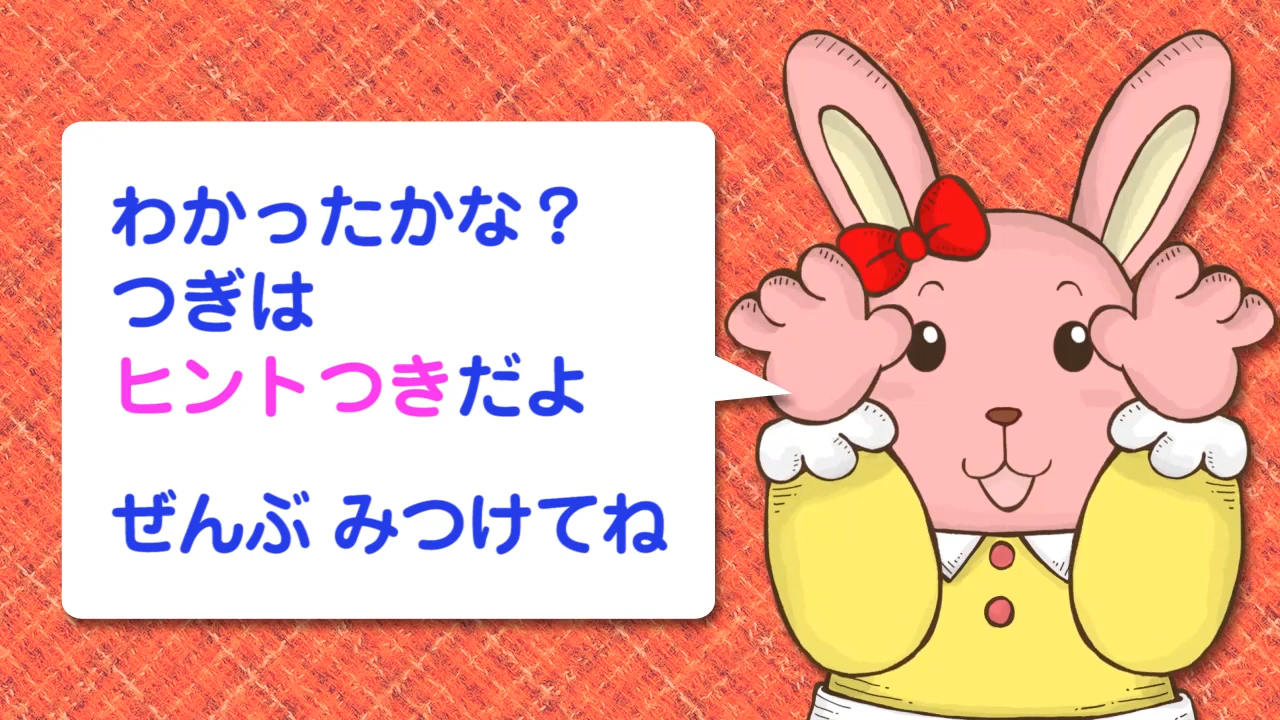 わかったかな？
つぎは
ヒントつきだよ
ぜんぶ みつけてね